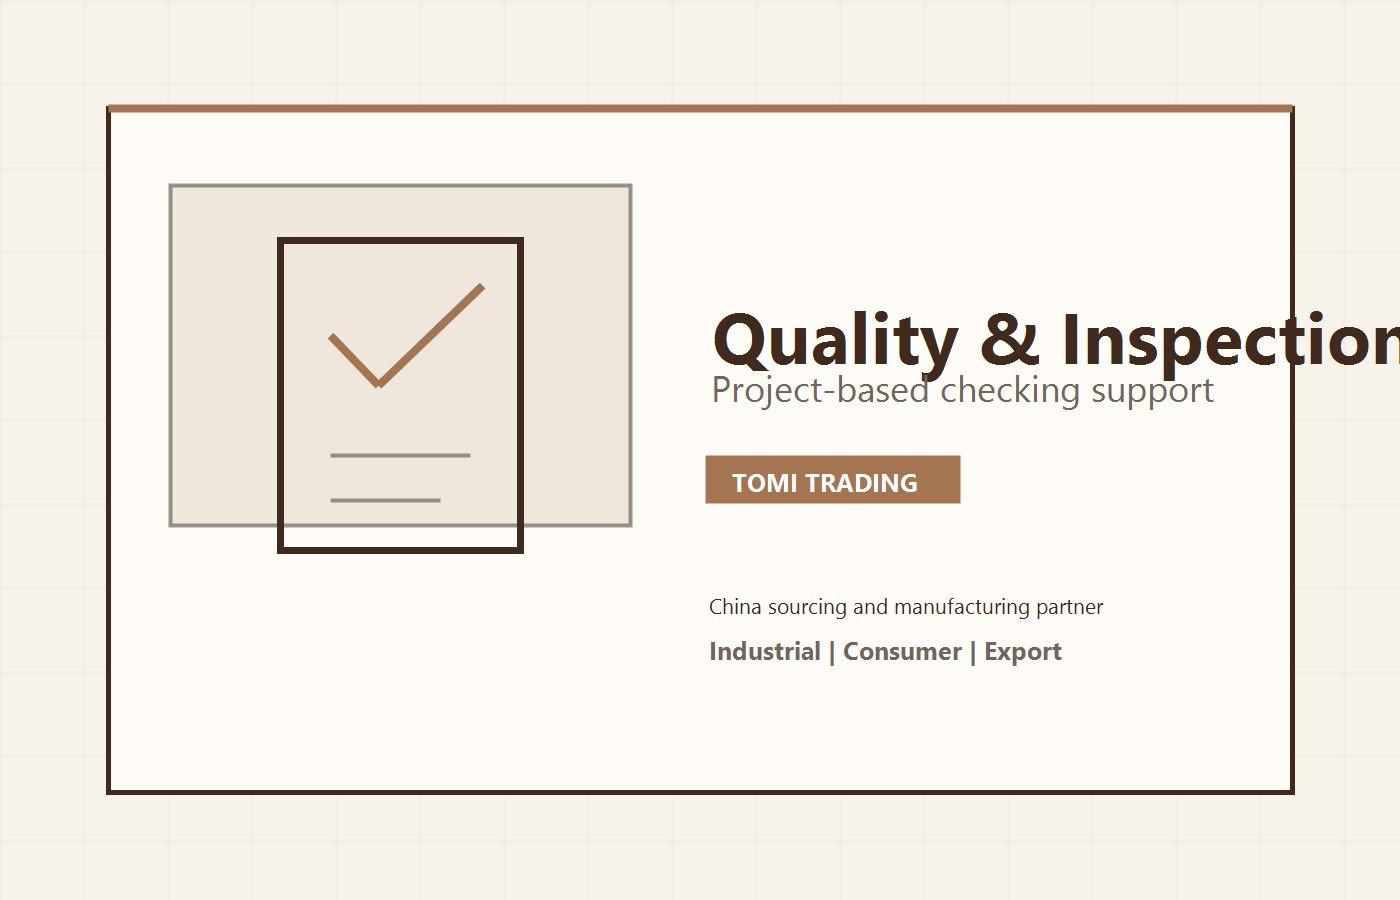 Quality & Inspection
Project-based checking support
TOMI TRADING
China sourcing and manufacturing partner
Industrial | Consumer | Export